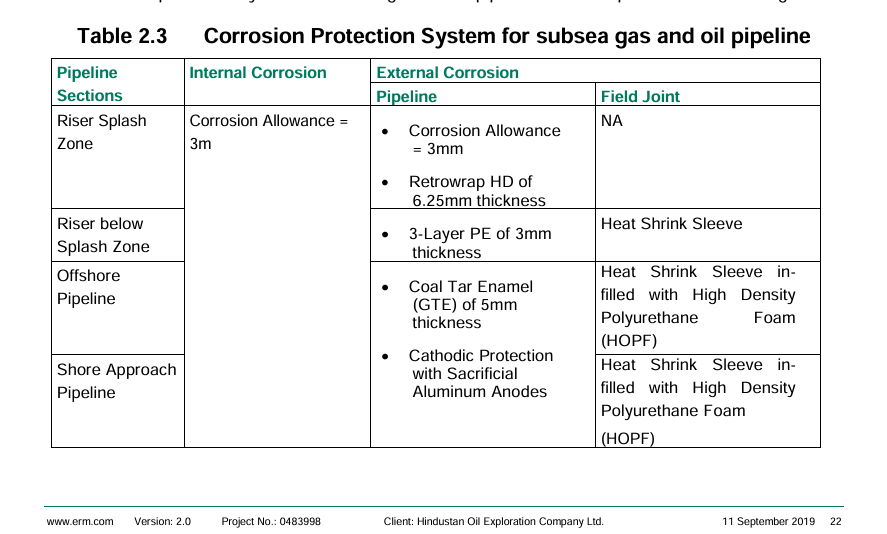 Table 2.3 Corrosion Protection System for subsea gas and oil pipeline
Pipeline Sections
Internal Corrosion
External Corrosion
Pipeline
Field Joint
Riser Splash
Zone
Corrosion Allowance =
3m
• Corrosion Allowance
= 3mm
• Retrowrap HD of
6.25mm thickness
NA
Riser below
Splash Zone
• 3-Layer PE of 3mm
thickness
Heat Shrink Sleeve
Offshore
Pipeline
• Coal Tar Enamel
(GTE) of 5mm
thickness
• Cathodic Protection
with Sacrificial
Aluminum Anodes
Heat Shrink Sleeve in-
filled with High Density
Polyurethane Foam
(HOPF)
Shore Approach
Pipeline
Heat Shrink Sleeve in-
filled with High Density
Polyurethane Foam
(HOPF)
www.erm.com Version: 2.0 Project No.: 0483998 Client: Hindustan Oil Exploration Company Ltd. 11 September 2019 22